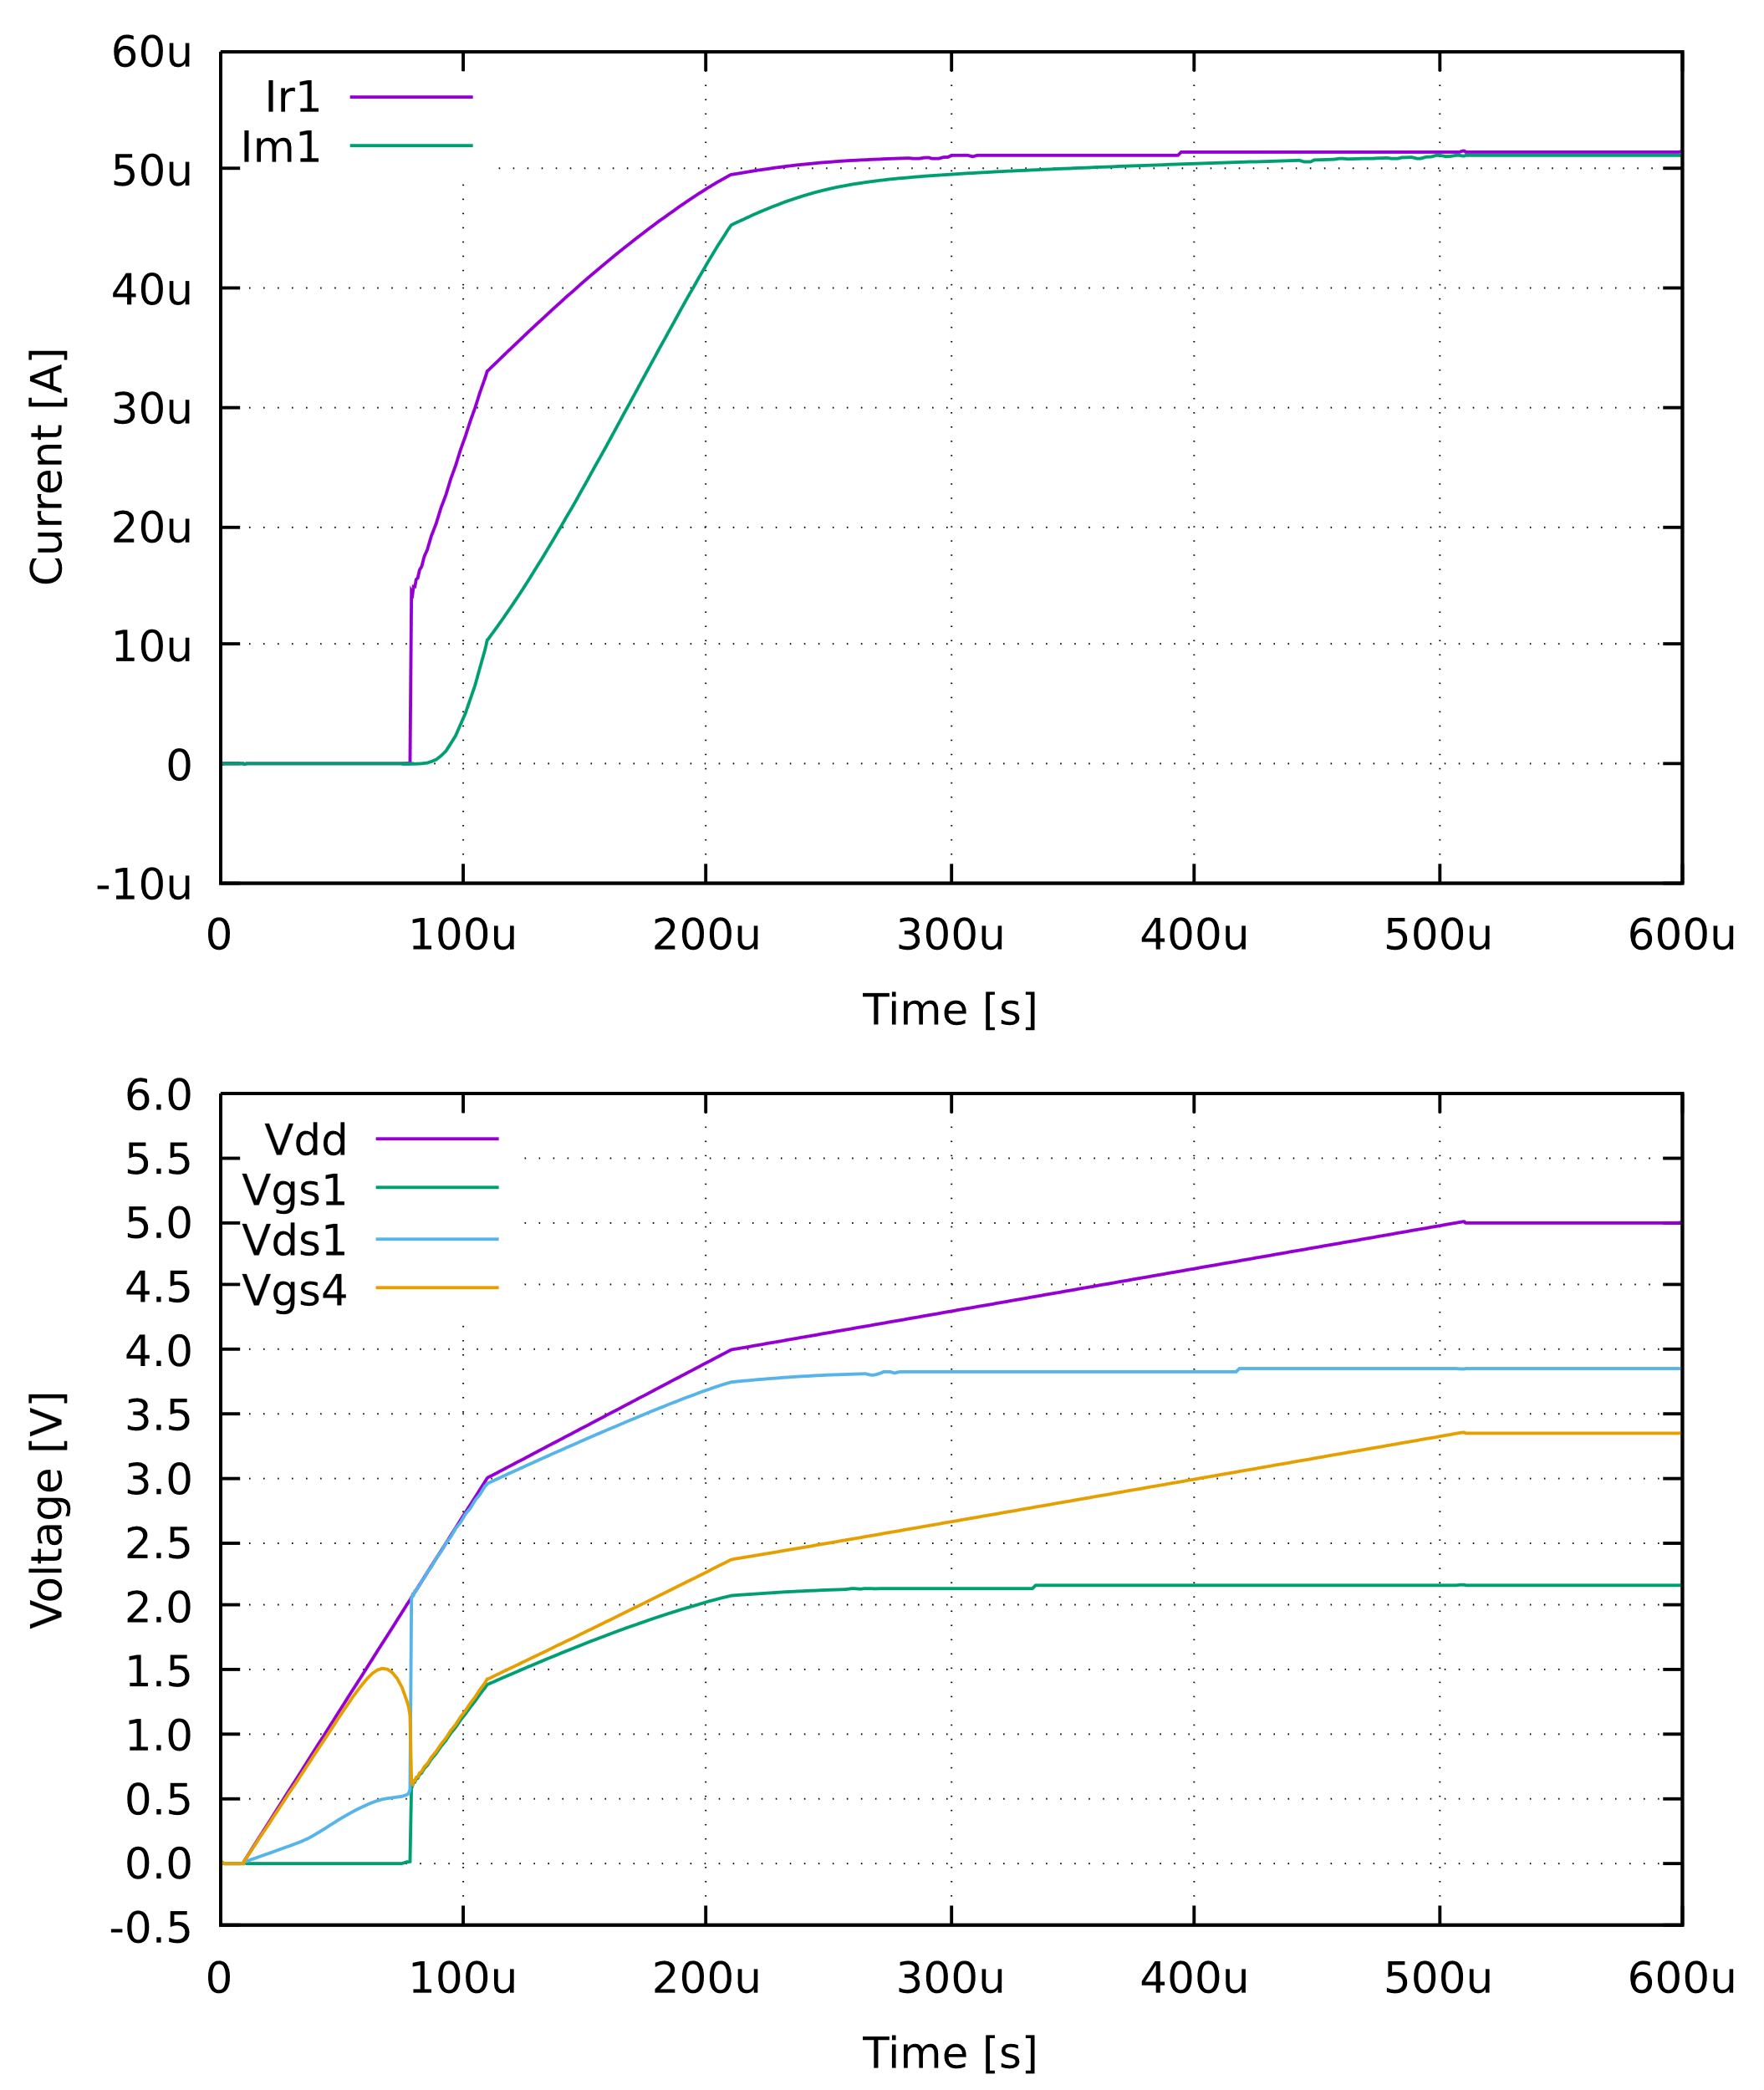 60u
Ir1
Im1
50u
40u
30u
20u
10u
0
-10u
Current [A]
0 100u 200u 300u 400u 500u 600u
Time [s]
6.0
Vdd
5.5
Vgs1
5.0
Vds1
4.5
Vgs4
4.0
3.5
3.0
2.5
2.0
1.5
1.0
0.5
0.0
-0.5
Voltage [V]
0 100u 200u 300u 400u 500u 600u
Time [s]